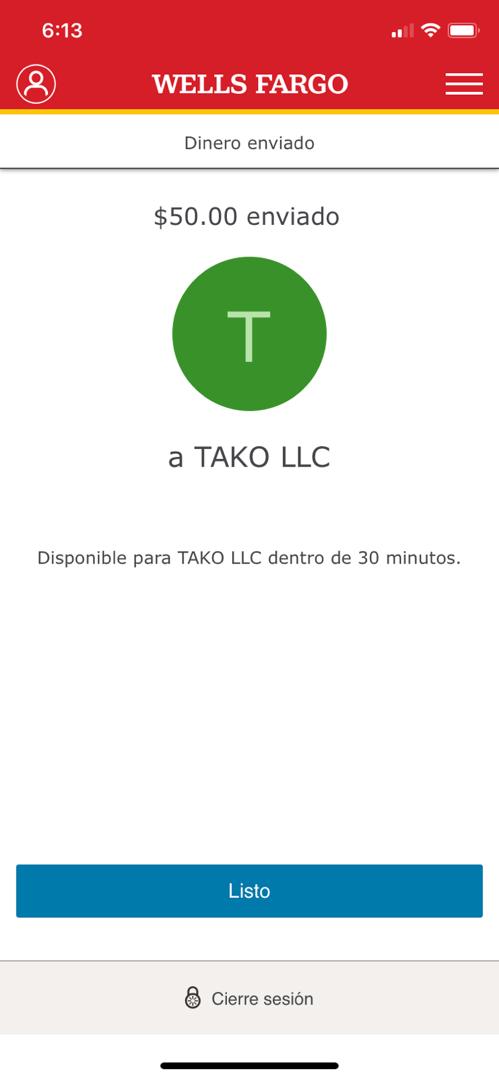 6:13
WELLS FARGO
Dinero enviado
$50.00 enviado
T
a TAKO LLC
Disponible para TAKO LLC dentro de 30 minutos.
Listo
Cierre sesión